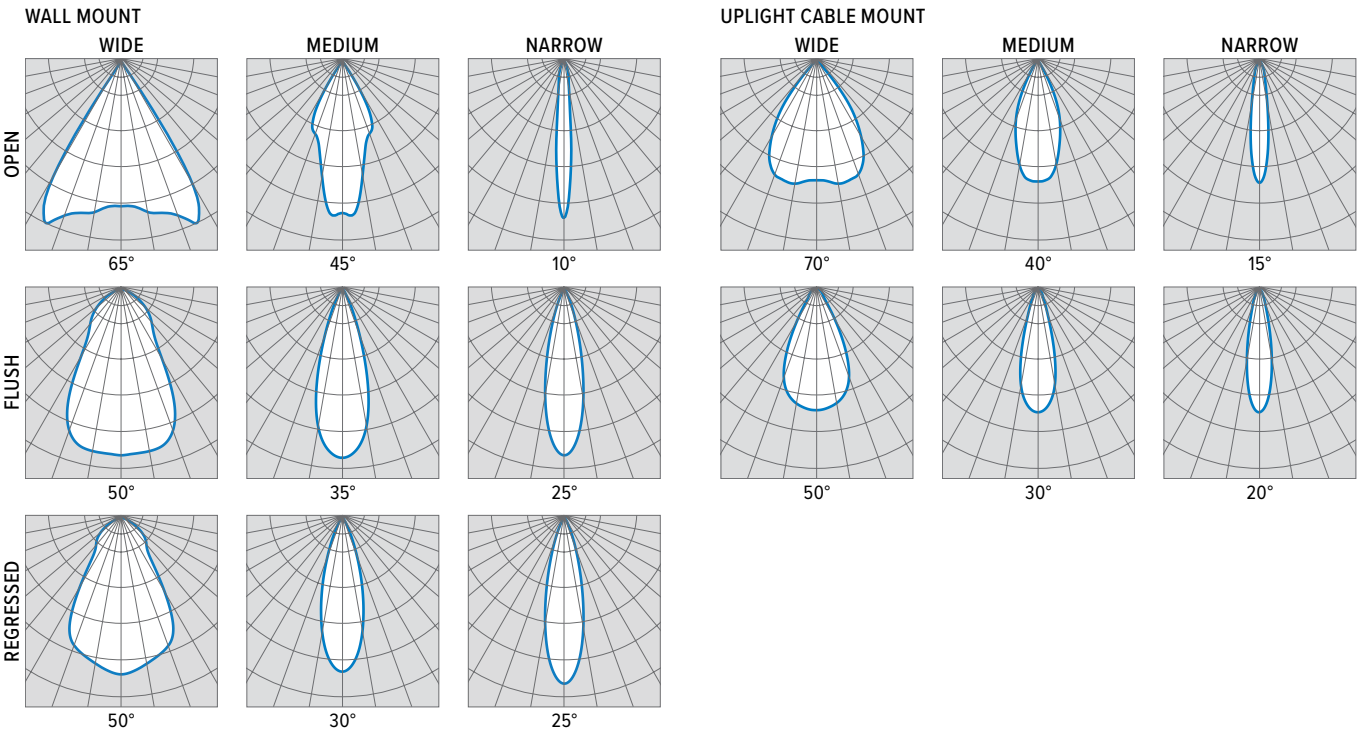 WALL MOUNT
WIDE MEDIUM NARROW
OPEN
65° 45° 10°
FLUSH
50° 35° 25°
REGRESSED
50° 30° 25°
UPLIGHT CABLE MOUNT
WIDE MEDIUM NARROW
70° 40° 15°
50° 30° 20°